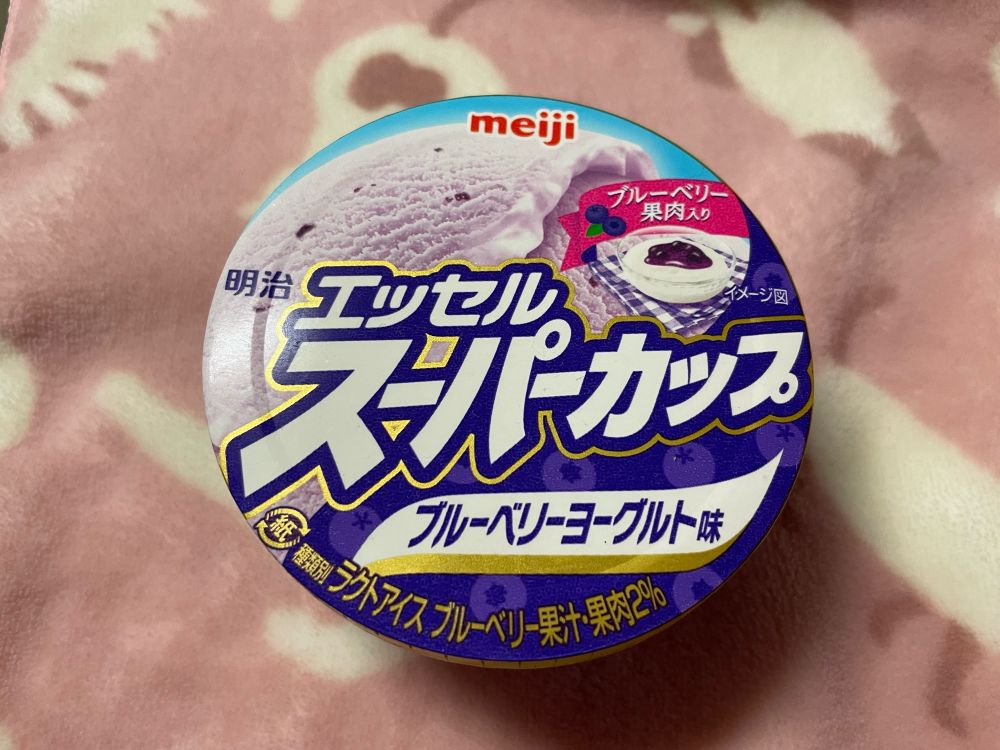 meiji
ブルーベリー
果肉入り
イメージ図
明治
エッセル
スーパーカップ
ブルーベリーヨーグルト味
紙
種類別 ラクトアイス ブルーベリー果汁・果肉2%